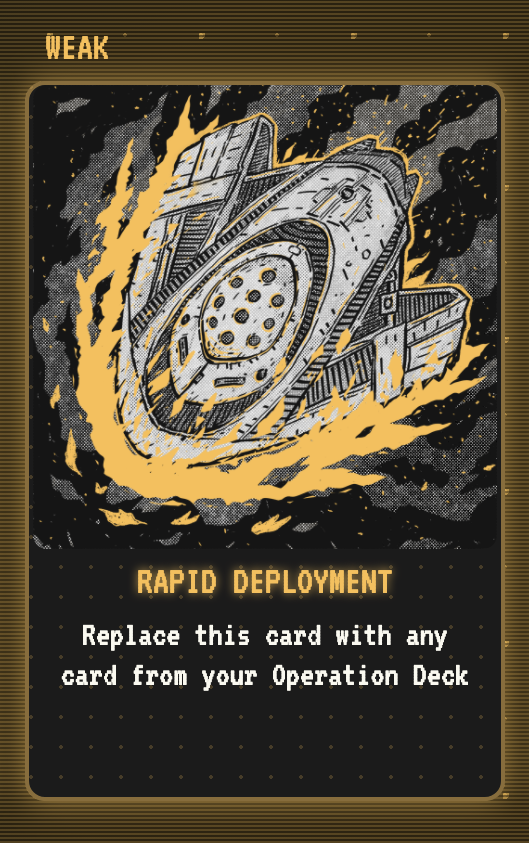 WEAK
RAPID DEPLOYMENT
Replace this card with any
card from your Operation Deck